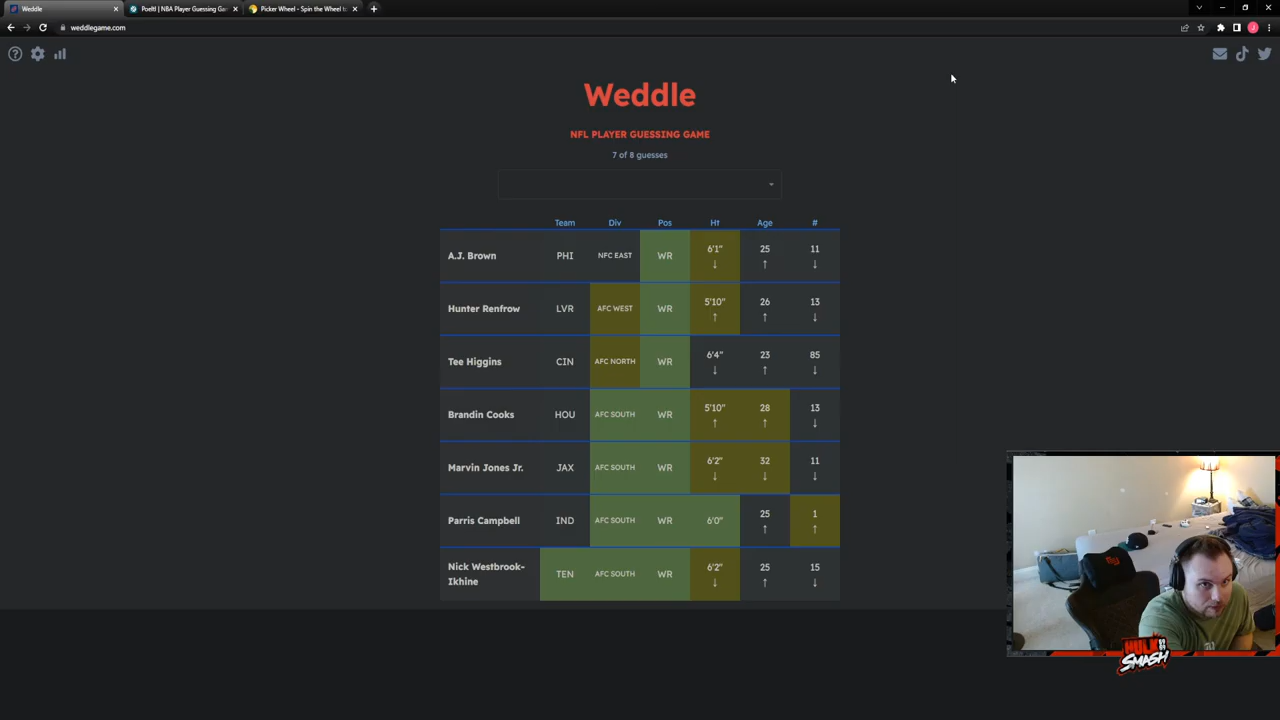 Weddle
Poeltl | NBA Player Guessing Ga
Picker Wheel - Spin the Wheel to
weddlegame.com
J
Weddle
NFL PLAYER GUESSING GAME
7 of 8 guesses
Team Div Pos Ht Age #
A.J. Brown PHI NFC EAST WR 6'1" ↓ 25 ↑ 11 ↓
Hunter Renfrow LVR AFC WEST WR 5'10" ↑ 26 ↑ 13 ↓
Tee Higgins CIN AFC NORTH WR 6'4" ↓ 23 ↑ 85 ↓
Brandin Cooks HOU AFC SOUTH WR 5'10" ↑ 28 ↑ 13 ↓
Marvin Jones Jr. JAX AFC SOUTH WR 6'2" ↓ 32 ↓ 11 ↓
Parris Campbell IND AFC SOUTH WR 6'0" 25 ↑ 1 ↑
Nick Westbrook-
Ikhine TEN AFC SOUTH WR 6'2" ↓ 25 ↑ 15 ↓
HULK
SMASH